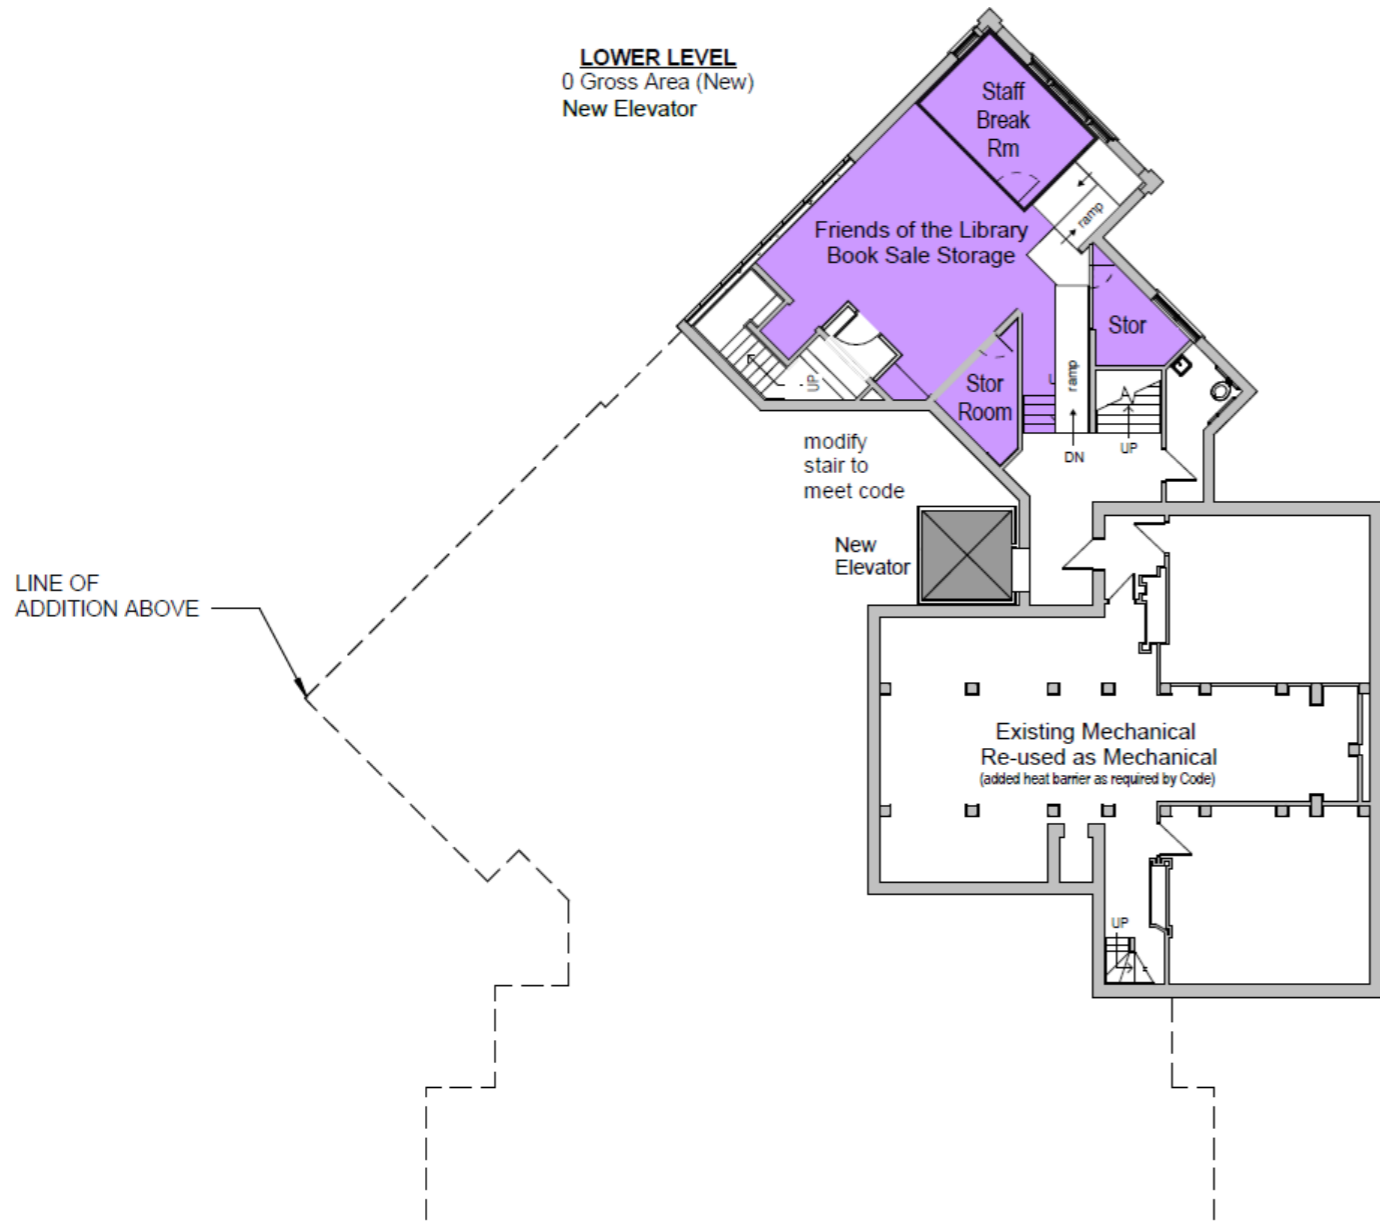 LOWER LEVEL
0 Gross Area (New)
New Elevator
Staff
Break
Rm
ramp
Friends of the Library
Book Sale Storage
Stor
ramp
UP
Stor
Room
modify
stair to
meet code
DN
UP
New
Elevator
LINE OF
ADDITION ABOVE
Existing Mechanical
Re-used as Mechanical
(added heat barrier as required by Code)
UP